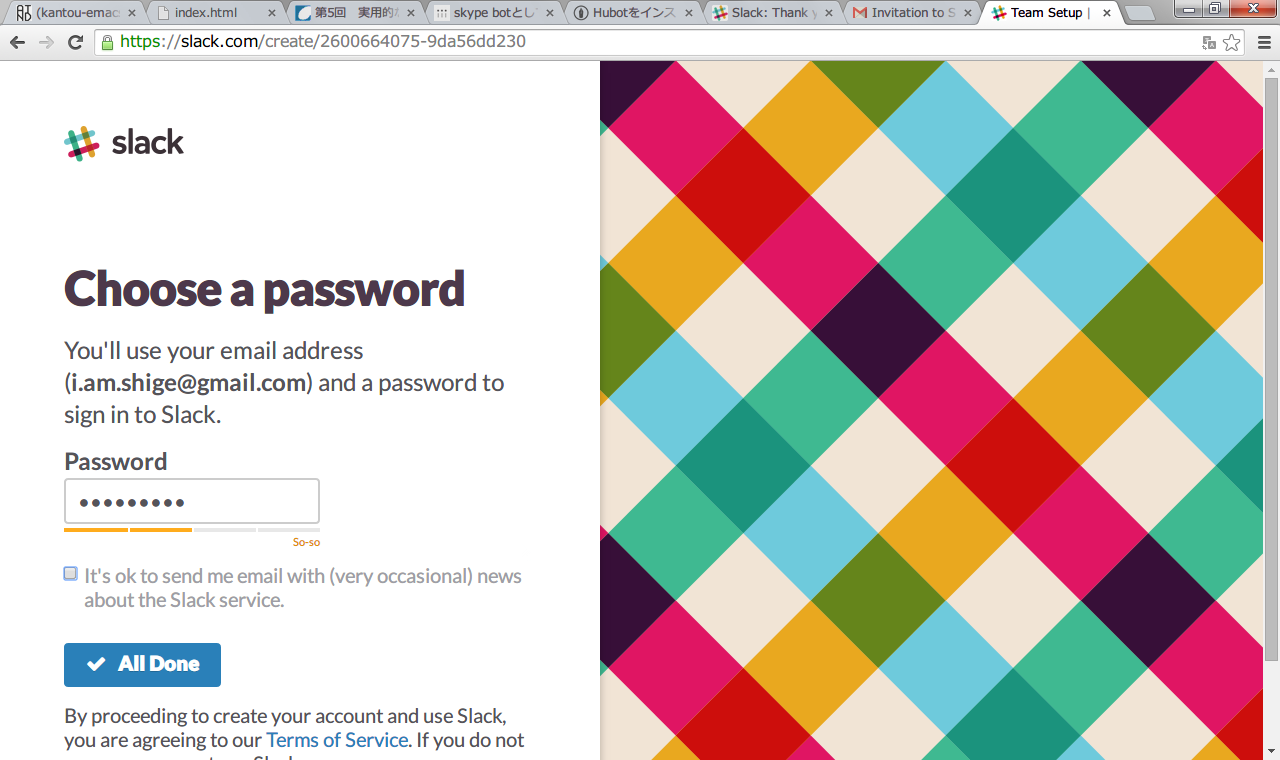 (kantou-emac
index.html
第5回 実用的な
skype botとし
Hubotをインス
Slack: Thank y
Invitation to S
Team Setup |
https://slack.com/create/2600664075-9da56dd230
slack
Choose a password
You'll use your email address
(i.am.shige@gmail.com) and a password to
sign in to Slack.
Password
So-so
It's ok to send me email with (very occasional) news
about the Slack service.
All Done
By proceeding to create your account and use Slack,
you are agreeing to our Terms of Service. If you do not